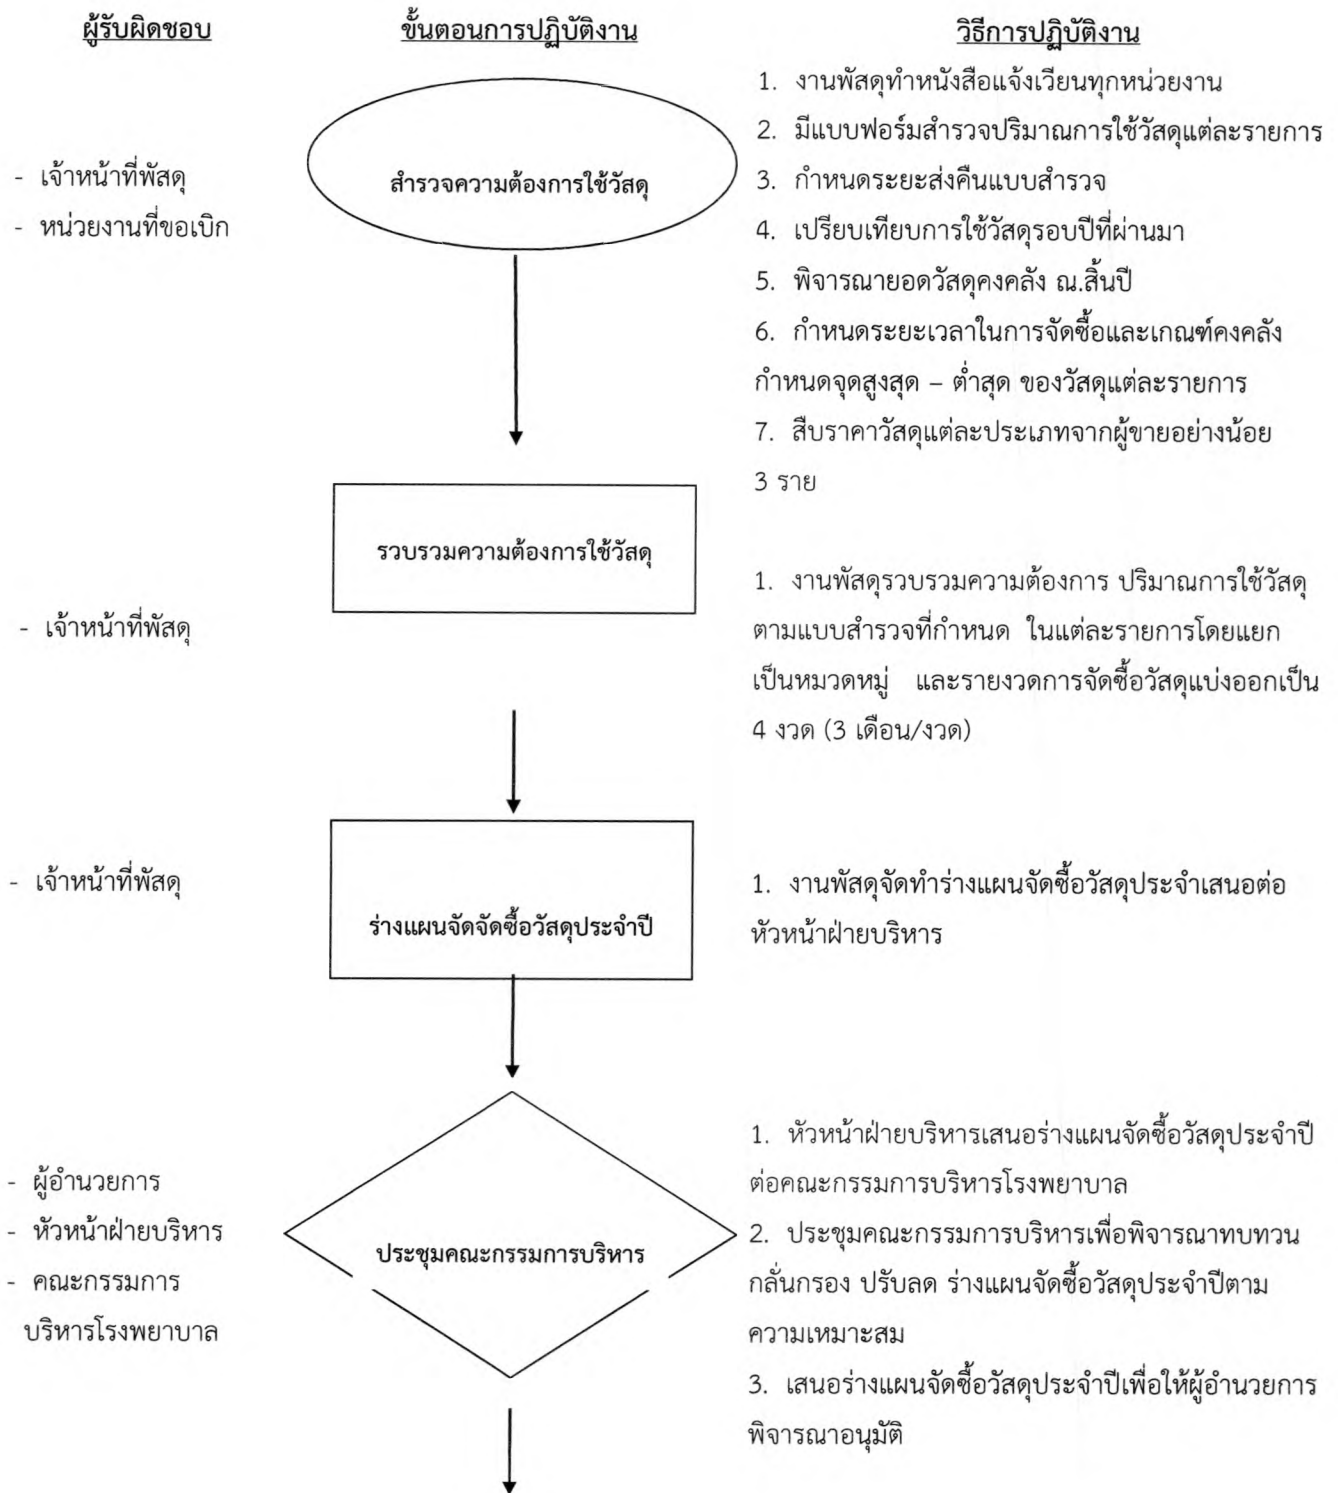 ผู้รับผิดชอบ
ขั้นตอนการปฏิบัติงาน
วิธีการปฏิบัติงาน
- เจ้าหน้าที่พัสดุ
- หน่วยงานที่ขอเบิก
สำรวจความต้องการใช้วัสดุ
1. งานพัสดุทำหนังสือแจ้งเวียนทุกหน่วยงาน
2. มีแบบฟอร์มสำรวจปริมาณการใช้วัสดุแต่ละรายการ
3. กำหนดระยะส่งคืนแบบสำรวจ
4. เปรียบเทียบการใช้วัสดุรอบปีที่ผ่านมา
5. พิจารณายอดวัสดุคงคลัง ณ.สิ้นปี
6. กำหนดระยะเวลาในการจัดซื้อและเกณฑ์คงคลัง
กำหนดจุดสูงสุด – ต่ำสุด ของวัสดุแต่ละรายการ
7. สืบราคาวัสดุแต่ละประเภทจากผู้ขายอย่างน้อย
3 ราย
- เจ้าหน้าที่พัสดุ
รวบรวมความต้องการใช้วัสดุ
1. งานพัสดุรวบรวมความต้องการ ปริมาณการใช้วัสดุ
ตามแบบสำรวจที่กำหนด ในแต่ละรายการโดยแยก
เป็นหมวดหมู่ และรายงวดการจัดซื้อวัสดุแบ่งออกเป็น
4 งวด (3 เดือน/งวด)
- เจ้าหน้าที่พัสดุ
ร่างแผนจัดจัดซื้อวัสดุประจำปี
1. งานพัสดุจัดทำร่างแผนจัดซื้อวัสดุประจำเสนอต่อ
หัวหน้าฝ่ายบริหาร
- ผู้อำนวยการ
- หัวหน้าฝ่ายบริหาร
- คณะกรรมการ
บริหารโรงพยาบาล
ประชุมคณะกรรมการบริหาร
1. หัวหน้าฝ่ายบริหารเสนอร่างแผนจัดซื้อวัสดุประจำปี
ต่อคณะกรรมการบริหารโรงพยาบาล
2. ประชุมคณะกรรมการบริหารเพื่อพิจารณาทบทวน
กลั่นกรอง ปรับลด ร่างแผนจัดซื้อวัสดุประจำปีตาม
ความเหมาะสม
3. เสนอร่างแผนจัดซื้อวัสดุประจำปีเพื่อให้ผู้อำนวยการ
พิจารณาอนุมัติ